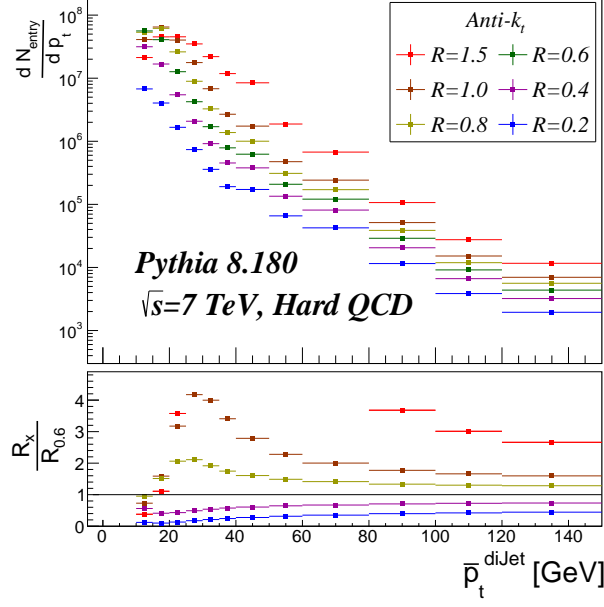 d N_entry / d p_t
10^8
10^7
10^6
10^5
10^4
10^3
Anti-k_t
R=1.5 R=0.6
R=1.0 R=0.4
R=0.8 R=0.2
Pythia 8.180
√s=7 TeV, Hard QCD
R_x / R_0.6
4
3
2
1
0
0 20 40 60 80 100 120 140
p̅_t^diJet [GeV]